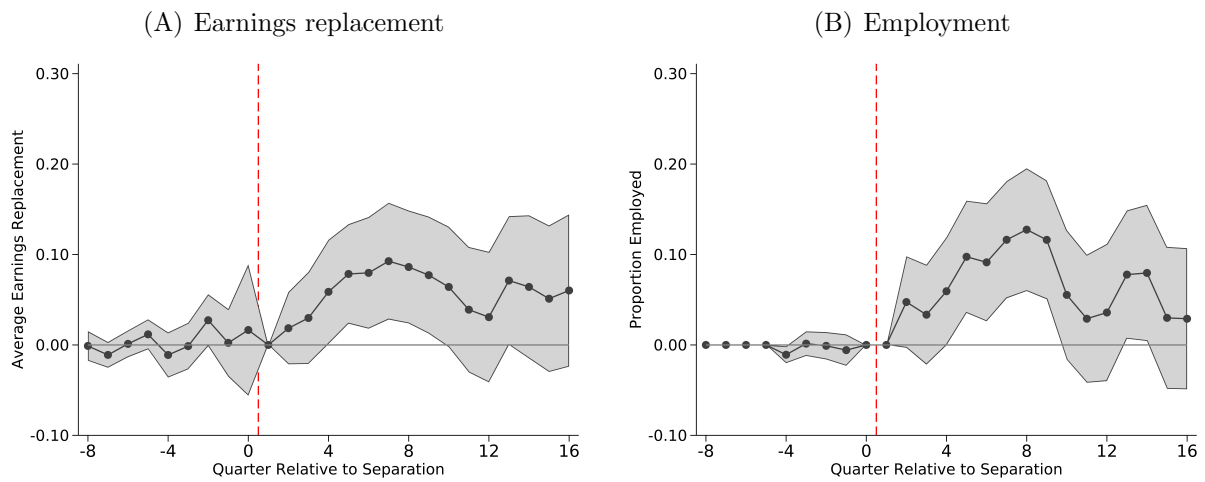 (A) Earnings replacement
0.30
0.20
0.10
0.00
-0.10
Average Earnings Replacement
-8 -4 0 4 8 12 16
Quarter Relative to Separation
(B) Employment
0.30
0.20
0.10
0.00
-0.10
Proportion Employed
-8 -4 0 4 8 12 16
Quarter Relative to Separation